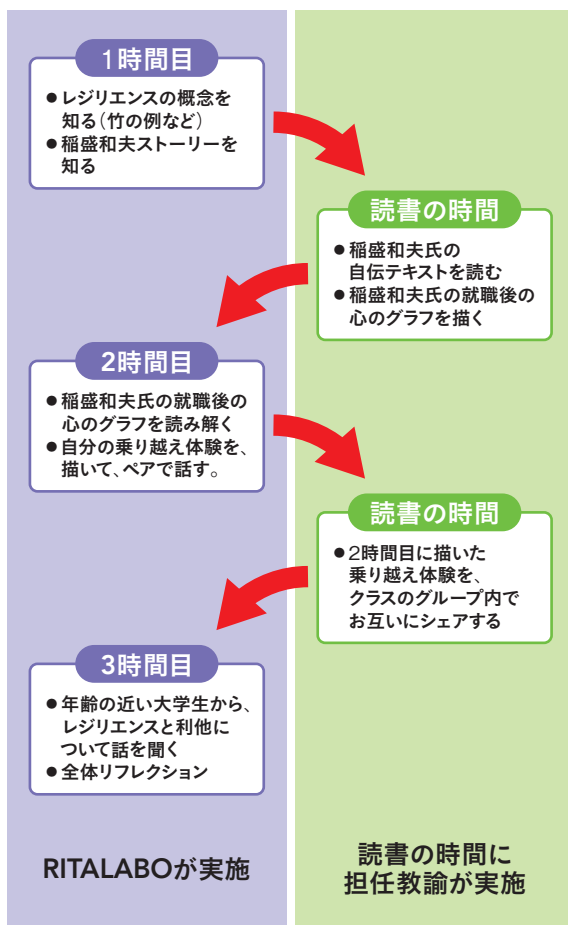 1時間目
●レジリエンスの概念を
知る(竹の例など)
●稲盛和夫ストーリーを
知る
読書の時間
●稲盛和夫氏の
自伝テキストを読む
●稲盛和夫氏の就職後の
心のグラフを描く
2時間目
●稲盛和夫氏の就職後の
心のグラフを読み解く
●自分の乗り越え体験を、
描いて、ペアで話す。
読書の時間
●2時間目に描いた
乗り越え体験を、
クラスのグループ内で
お互いにシェアする
3時間目
●年齢の近い大学生から、
レジリエンスと利他に
ついて話を聞く
●全体リフレクション
RITALABOが実施
読書の時間に
担任教諭が実施